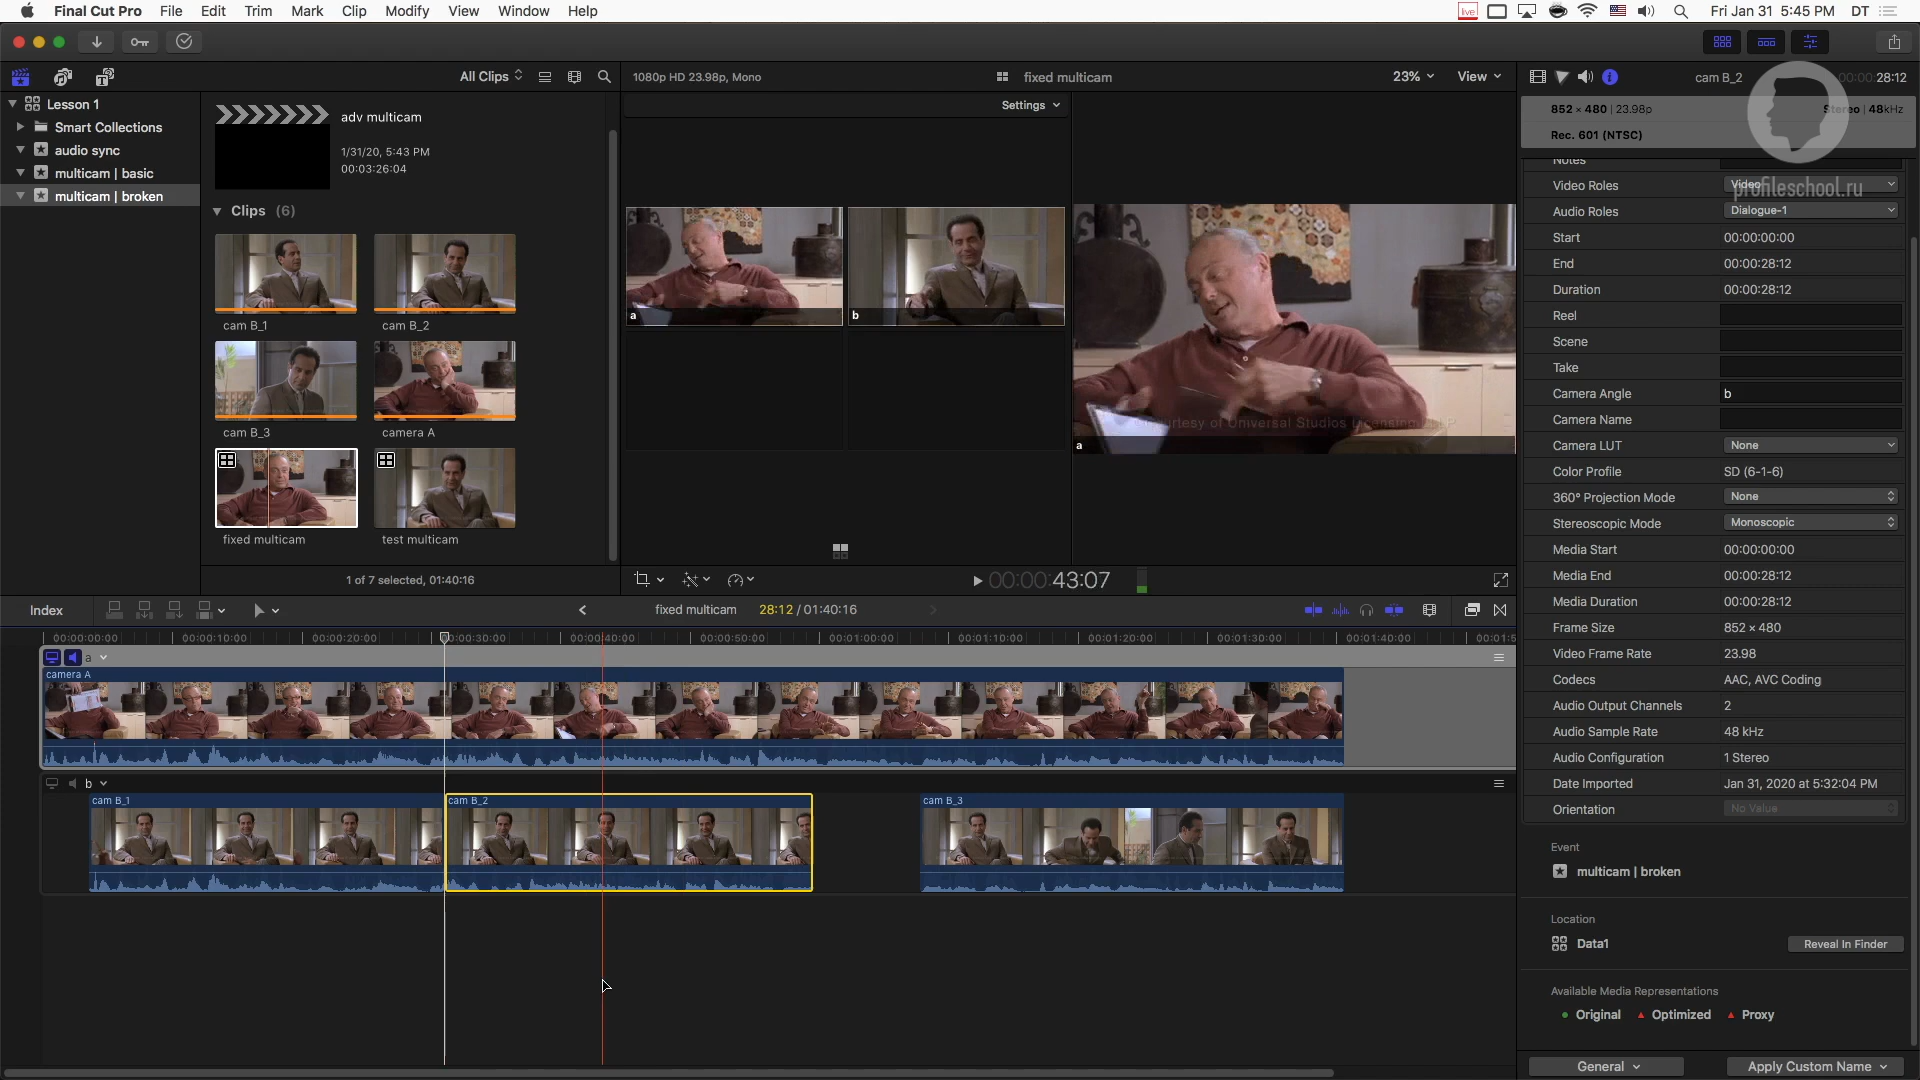 Final Cut Pro File Edit Trim Mark Clip Modify View Window Help
live Fri Jan 31 5:45 PM DT
All Clips
1080p HD 23.98p, Mono
fixed multicam
23% View
cam B_2
28:12
Lesson 1
Smart Collections
audio sync
multicam | basic
multicam | broken
adv multicam
1/31/20, 5:43 PM
00:03:26:04
Clips (6)
cam B_1
cam B_2
cam B_3
camera A
fixed multicam
test multicam
1 of 7 selected, 01:40:16
Settings
a
b
a
00:00:00:43:07
852 × 480 | 23.98p
Stereo | 48kHz
Rec. 601 (NTSC)
profileschool.ru
Notes
Video Roles Video
Audio Roles Dialogue-1
Start 00:00:00:00
End 00:00:28:12
Duration 00:00:28:12
Reel
Scene
Take
Camera Angle b
Camera Name
Camera LUT None
Color Profile SD (6-1-6)
360° Projection Mode None
Stereoscopic Mode Monoscopic
Media Start 00:00:00:00
Media End 00:00:28:12
Media Duration 00:00:28:12
Frame Size 852 × 480
Video Frame Rate 23.98
Codecs AAC, AVC Coding
Audio Output Channels 2
Audio Sample Rate 48 kHz
Audio Configuration 1 Stereo
Date Imported Jan 31, 2020 at 5:32:04 PM
Orientation No Value
Event
multicam | broken
Location
Data1
Reveal In Finder
Available Media Representations
Original Optimized Proxy
General
Apply Custom Name
Index
fixed multicam 28:12 / 01:40:16
00:00:00:00 00:00:10:00 00:00:20:00 00:00:30:00 00:00:40:00 00:00:50:00 00:01:00:00 00:01:10:00 00:01:20:00 00:01:30:00 00:01:40:00 00:01:5
a
camera A
b
cam B_1
cam B_2
cam B_3